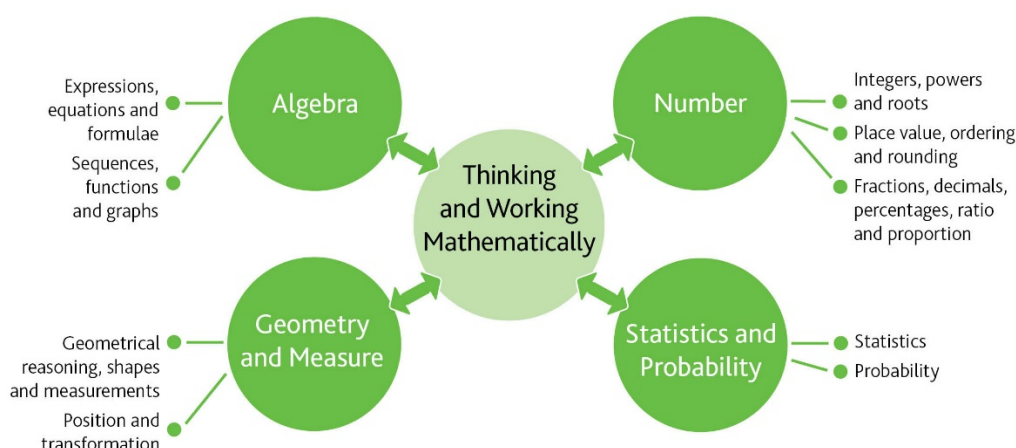 Expressions,
equations and
formulae
Sequences,
functions
and graphs
Algebra
Number
Integers, powers
and roots
Place value, ordering
and rounding
Fractions, decimals,
percentages, ratio
and proportion
Thinking
and Working
Mathematically
Geometrical
reasoning, shapes
and measurements
Position and
transformation
Geometry
and Measure
Statistics and
Probability
Statistics
Probability